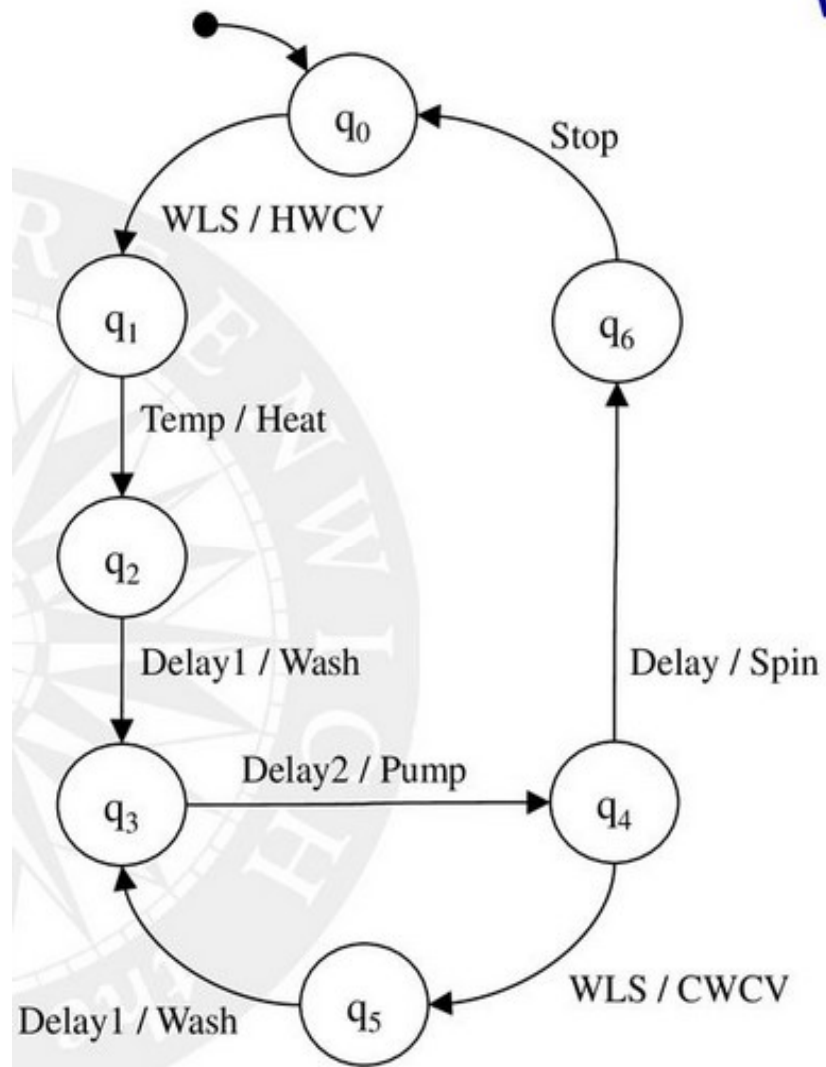 q0
Stop
WLS / HWCV
q1
q6
Temp / Heat
q2
Delay1 / Wash
Delay / Spin
Delay2 / Pump
q3
q4
WLS / CWCV
q5
Delay1 / Wash
R E E N W I C H
the